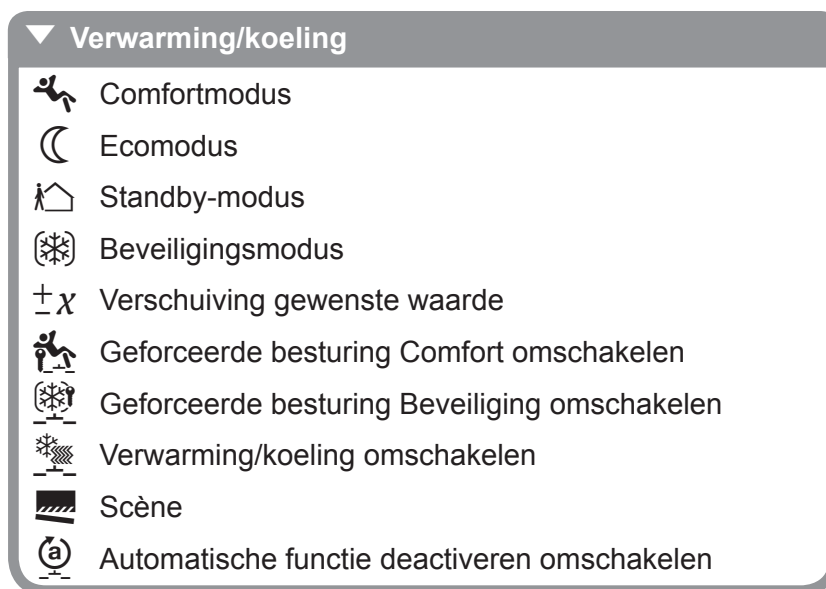 Verwarming/koeling
Comfortmodus
Ecomodus
Standby-modus
Beveiligingsmodus
±x Verschuiving gewenste waarde
Geforceerde besturing Comfort omschakelen
Geforceerde besturing Beveiliging omschakelen
Verwarming/koeling omschakelen
Scène
a Automatische functie deactiveren omschakelen